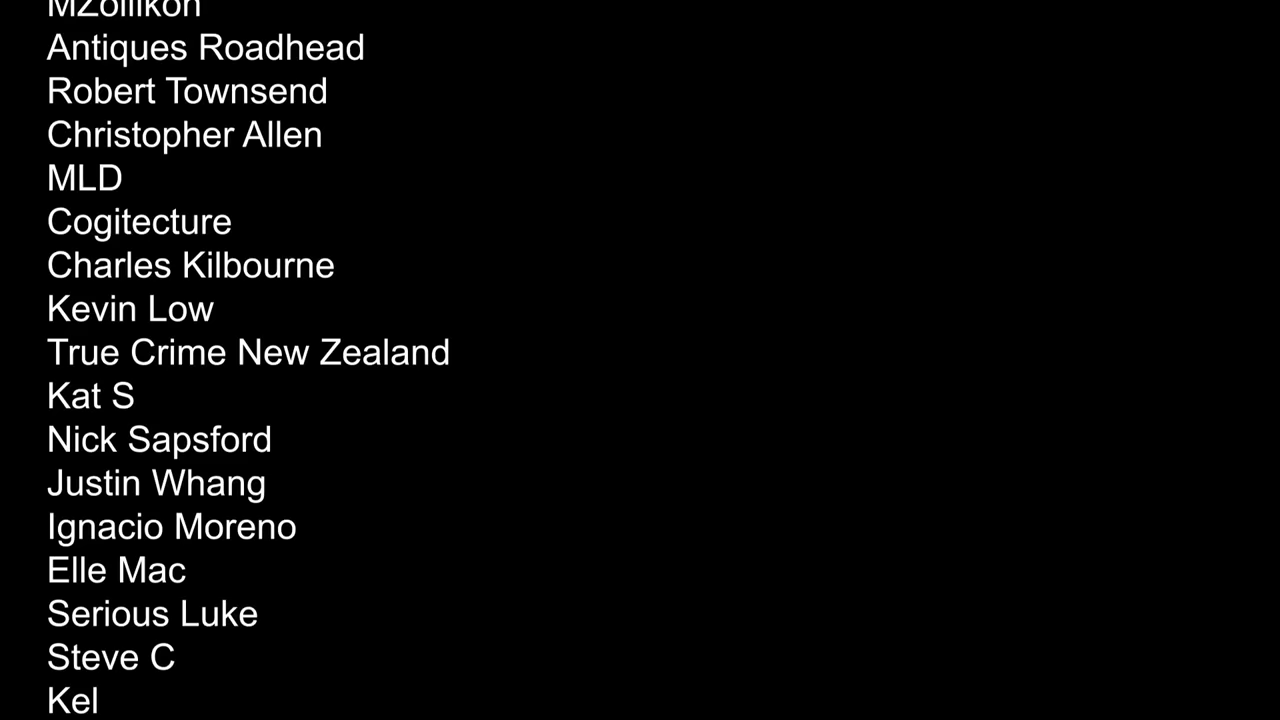 MZollikon
Antiques Roadhead
Robert Townsend
Christopher Allen
MLD
Cogitecture
Charles Kilbourne
Kevin Low
True Crime New Zealand
Kat S
Nick Sapsford
Justin Whang
Ignacio Moreno
Elle Mac
Serious Luke
Steve C
Kel